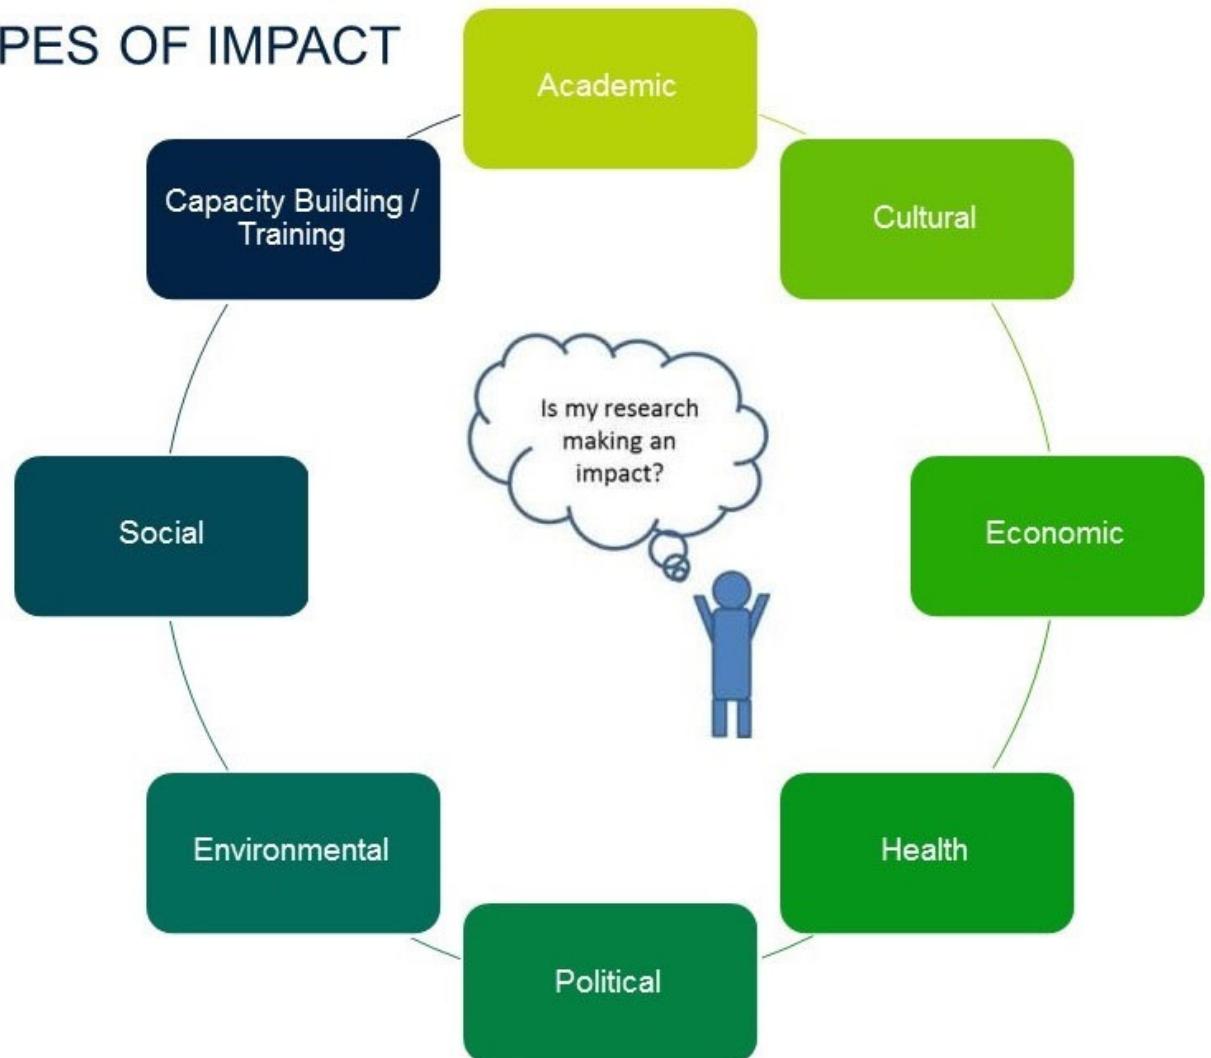 PES OF IMPACT
Academic
Cultural
Economic
Health
Political
Environmental
Social
Capacity Building /
Training
Is my research
making an
impact?